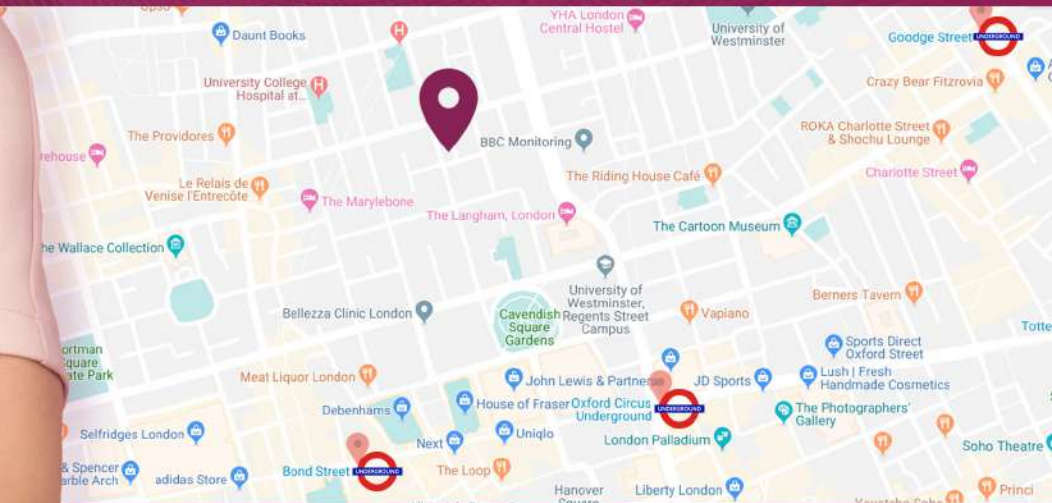 Daunt Books
YHA London
Central Hostel
University of
Westminster
Goodge Street
UNDERGROUND
University College
Hospital at...
Crazy Bear Fitzrovia
The Providores
BBC Monitoring
ROKA Charlotte Street
& Shochu Lounge
Le Relais de
Venise l'Entrecôte
The Marylebone
The Riding House Café
Charlotte Street
The Langham, London
The Cartoon Museum
he Wallace Collection
University of
Westminster,
Regents Street
Campus
Berners Tavern
Bellezza Clinic London
Cavendish
Square
Gardens
Vapiano
Totte
Sports Direct
Oxford Street
Meat Liquor London
John Lewis & Partners
JD Sports
Lush | Fresh
Handmade Cosmetics
Debenhams
House of Fraser
Oxford Circus
Underground
UNDERGROUND
The Photographers'
Gallery
Selfridges London
Next
Uniqlo
London Palladium
Soho Theatre
& Spencer
arble Arch
adidas Store
Bond Street
UNDERGROUND
The Loop
Hanover
Liberty London
Princi